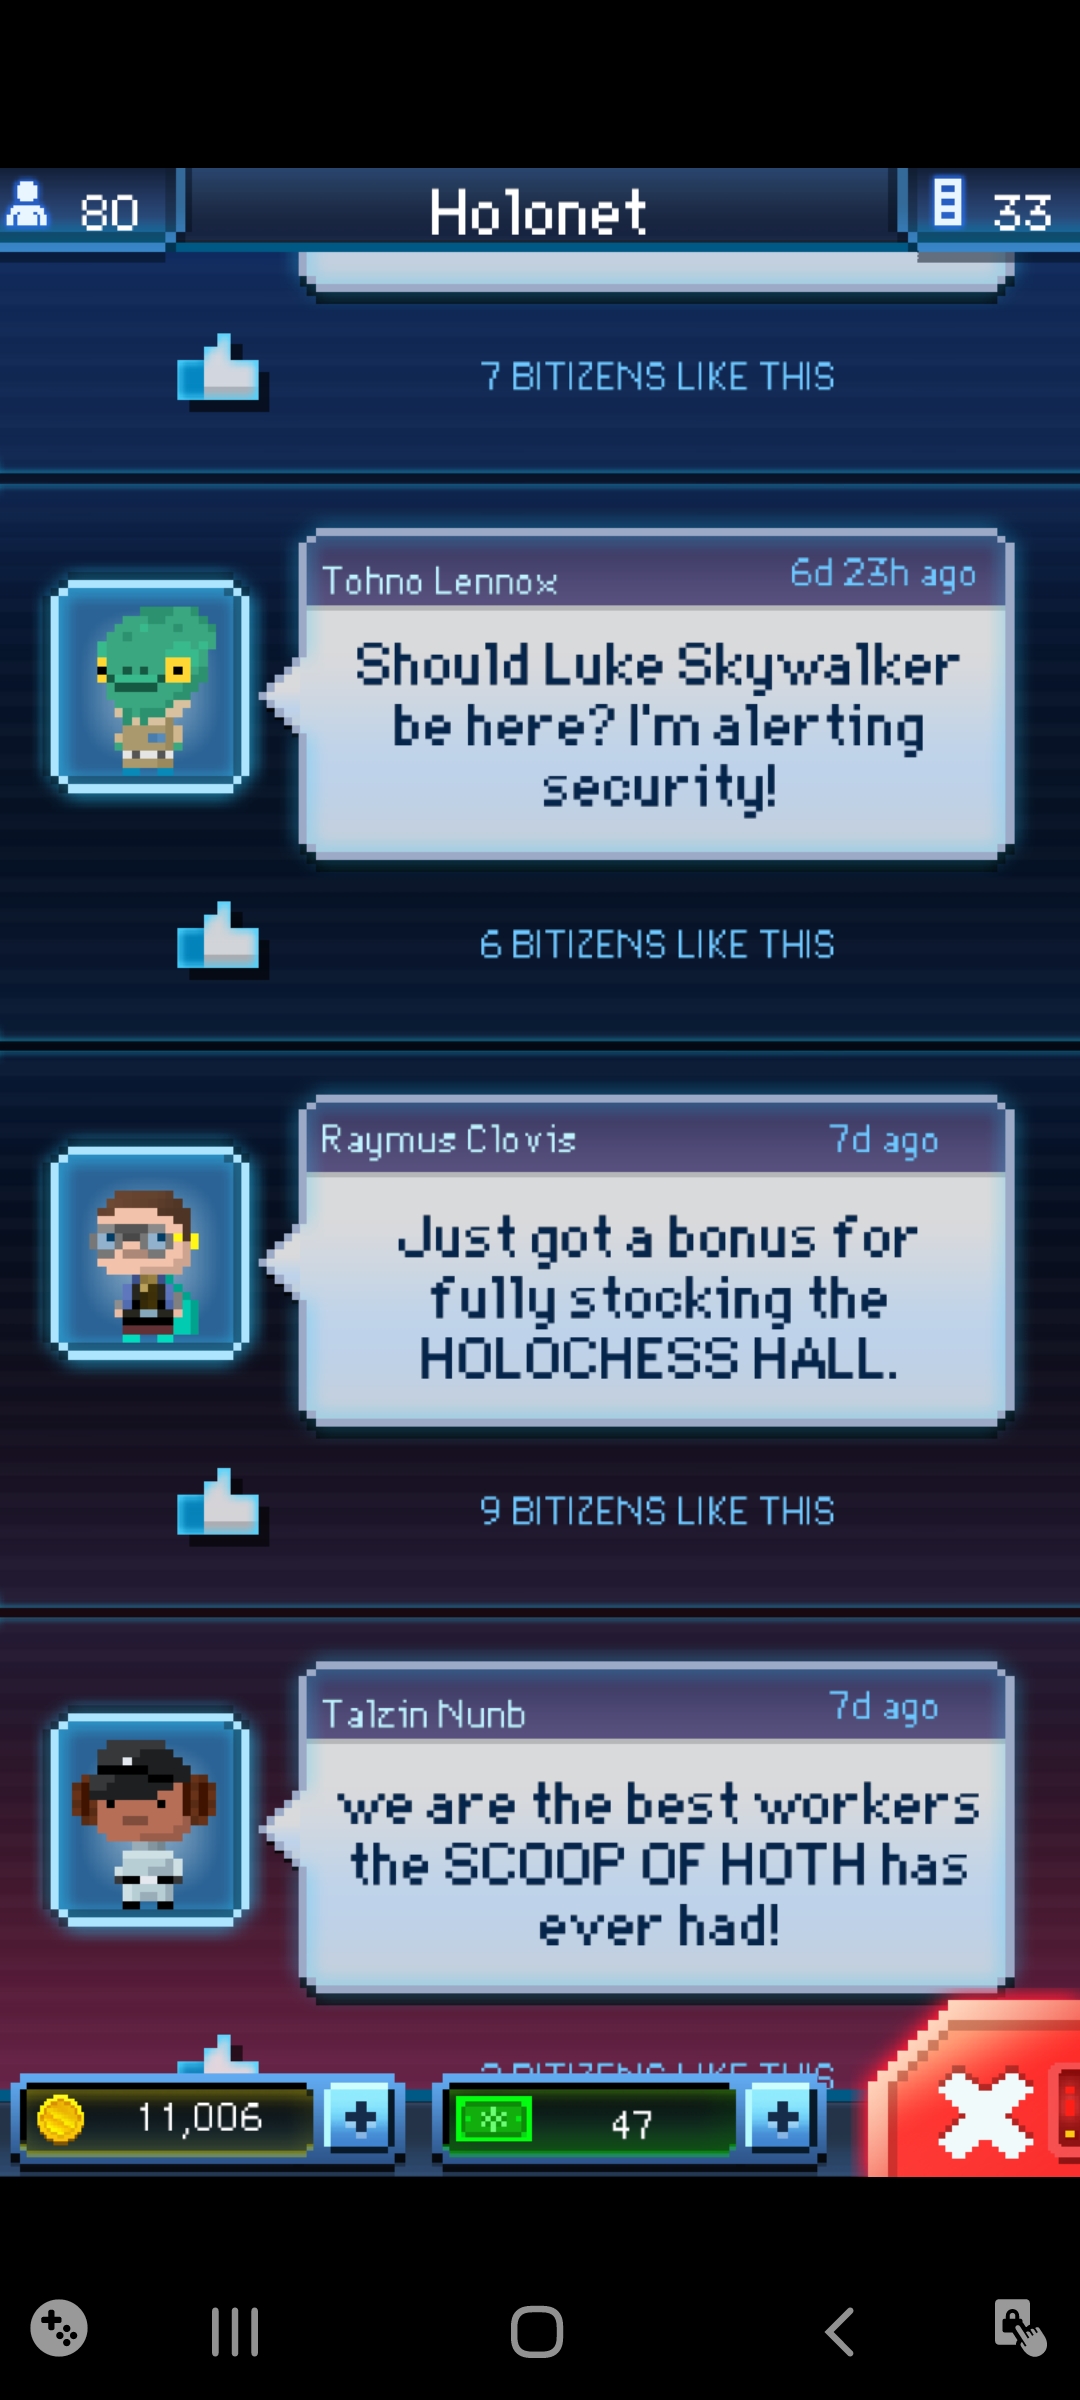 80
Holonet
33
7 BITIZENS LIKE THIS
Tohno Lennox
6d 23h ago
Should Luke Skywalker
be here? I'm alerting
security!
6 BITIZENS LIKE THIS
Raymus Clovis
7d ago
Just got a bonus for
fully stocking the
HOLOCHESS HALL.
9 BITIZENS LIKE THIS
Talzin Nunb
7d ago
we are the best workers
the SCOOP OF HOTH has
ever had!
BITIZENS LIKE THIS
11,006
47